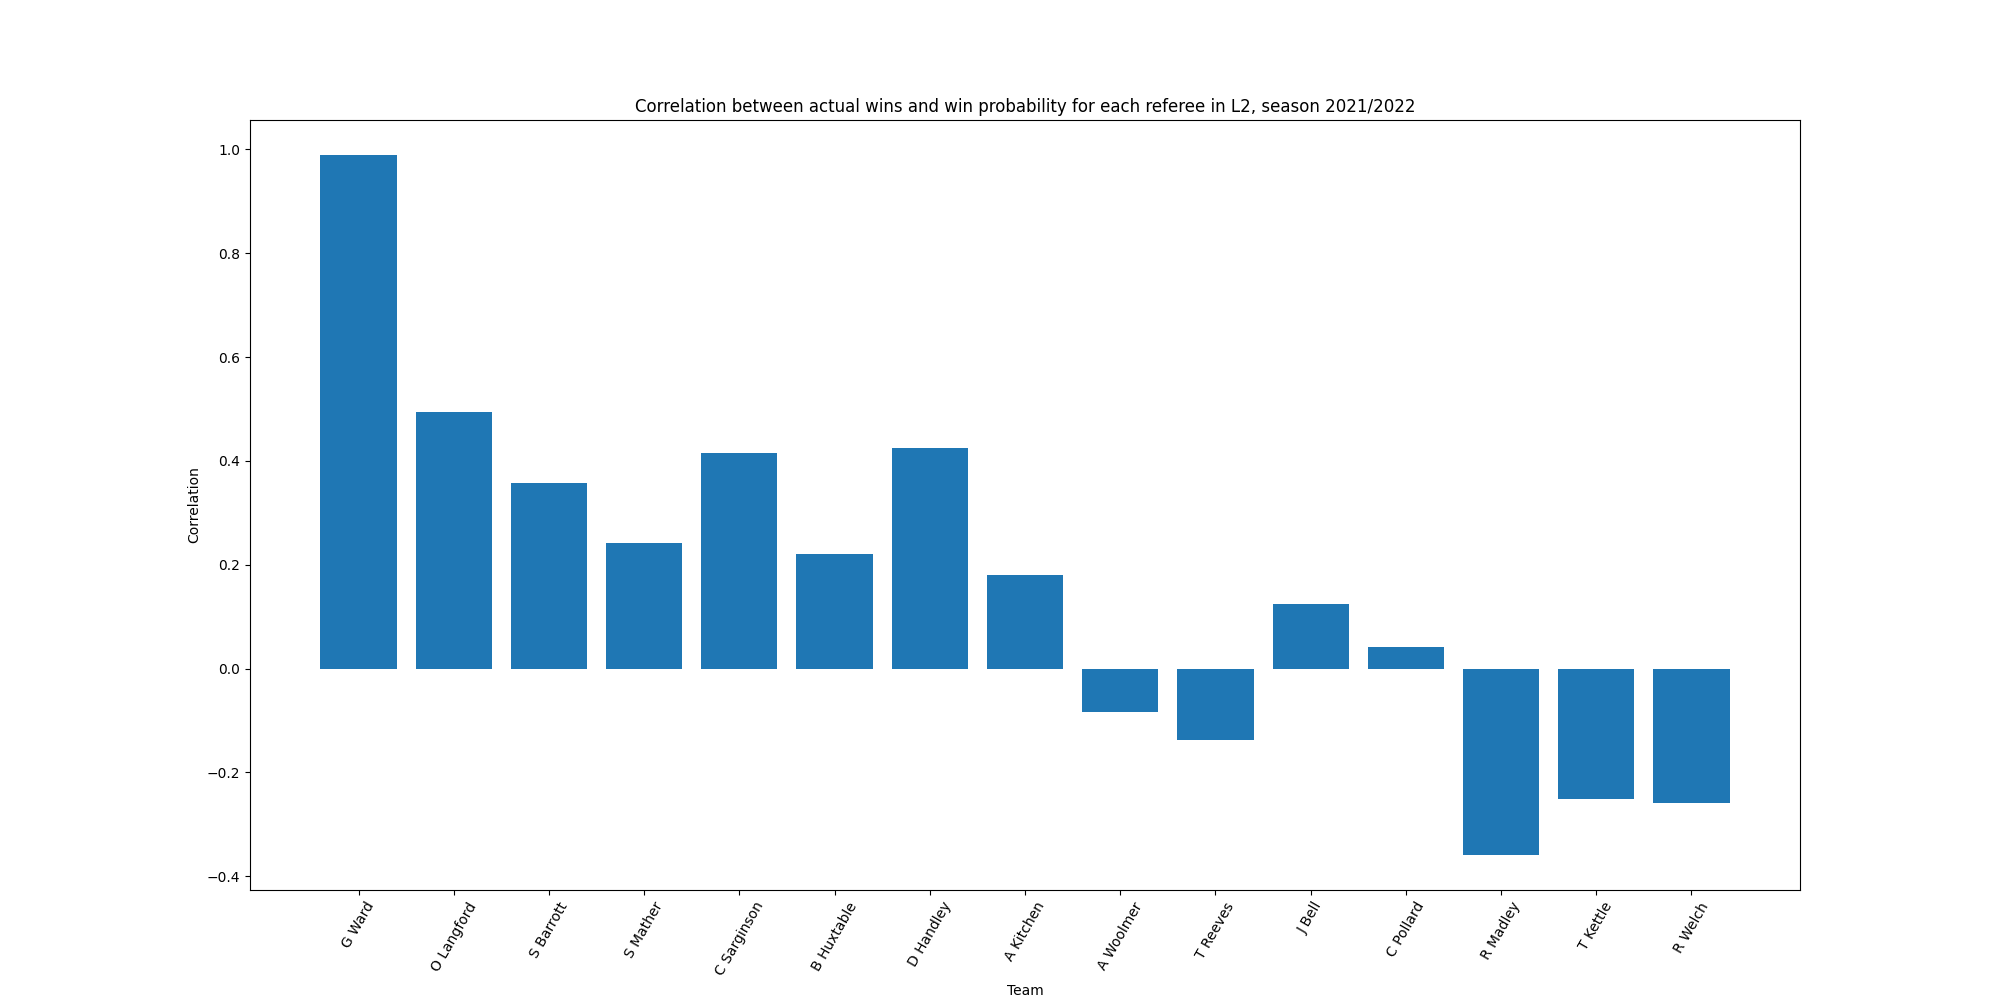 Correlation between actual wins and win probability for each referee in L2, season 2021/2022
Correlation
1.0
0.8
0.6
0.4
0.2
0.0
−0.2
−0.4
G Ward
O Langford
S Barrott
S Mather
C Sarginson
B Huxtable
D Handley
A Kitchen
A Woolmer
T Reeves
J Bell
C Pollard
R Madley
T Kettle
R Welch
Team